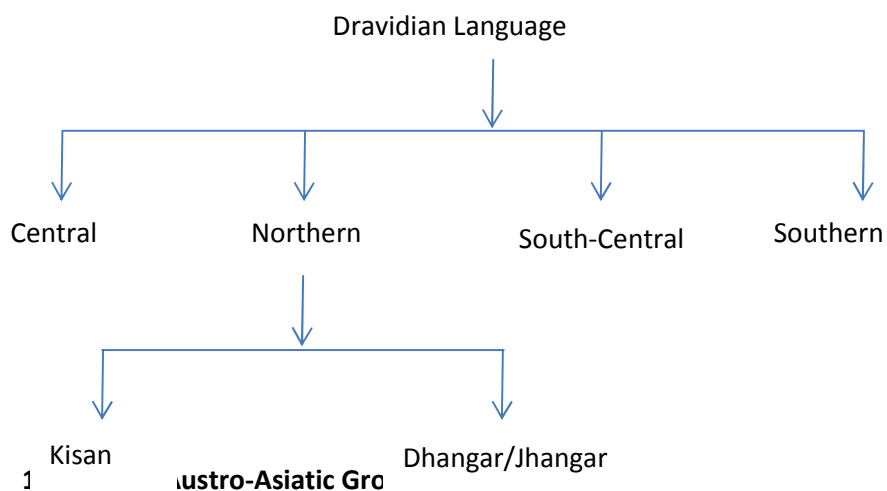 Dravidian Language
Central Northern South-Central Southern
Kisan Dhangar/Jhangar